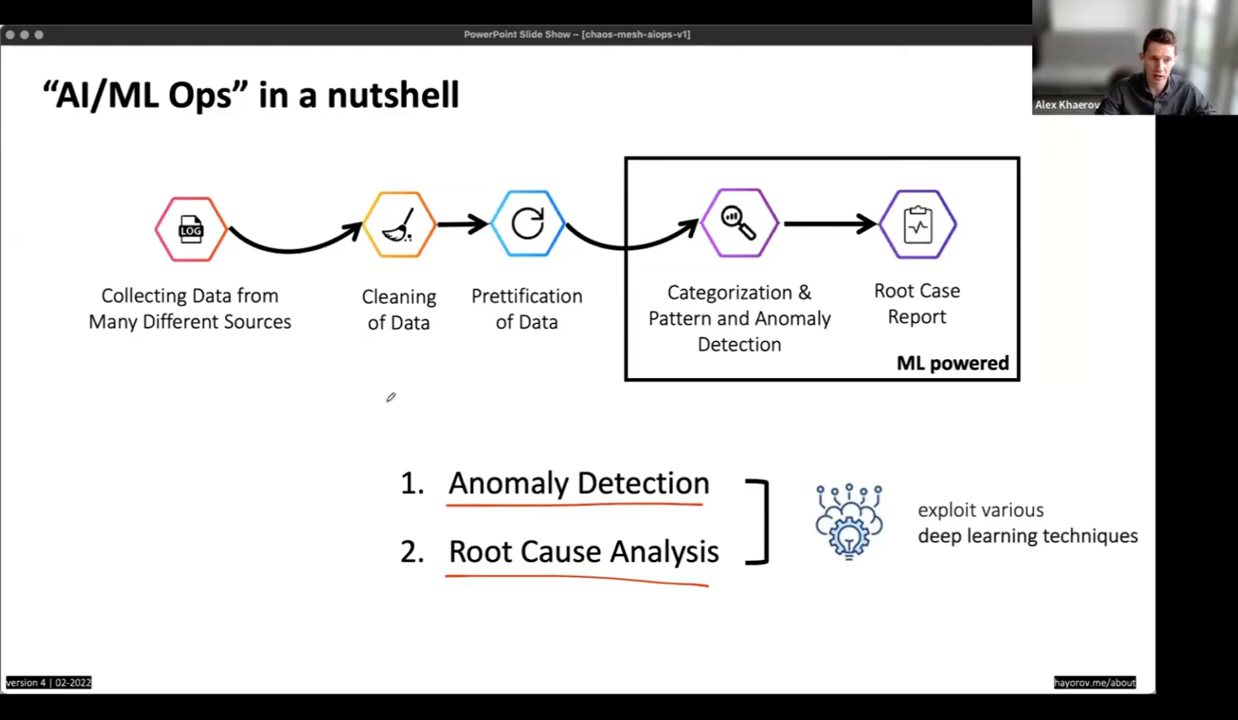 PowerPoint Slide Show – [chaos-mesh-aiops-v1]
“AI/ML Ops” in a nutshell
Alex Khaerov
LOG
Collecting Data from
Many Different Sources
Cleaning
of Data
Prettification
of Data
Categorization &
Pattern and Anomaly
Detection
Root Case
Report
ML powered
1. Anomaly Detection
2. Root Cause Analysis
exploit various
deep learning techniques
version 4 | 02-2022
hayorov.me/about